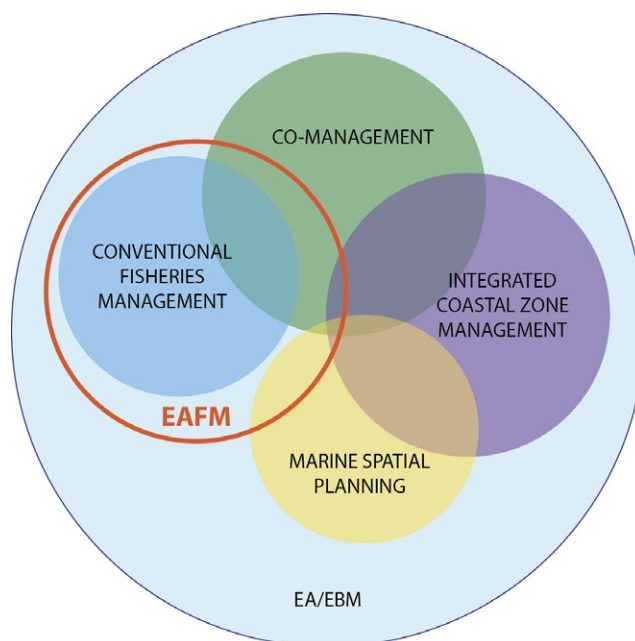 CO-MANAGEMENT
CONVENTIONAL
FISHERIES
MANAGEMENT
INTEGRATED
COASTAL ZONE
MANAGEMENT
EAFM
MARINE SPATIAL
PLANNING
EA/EBM